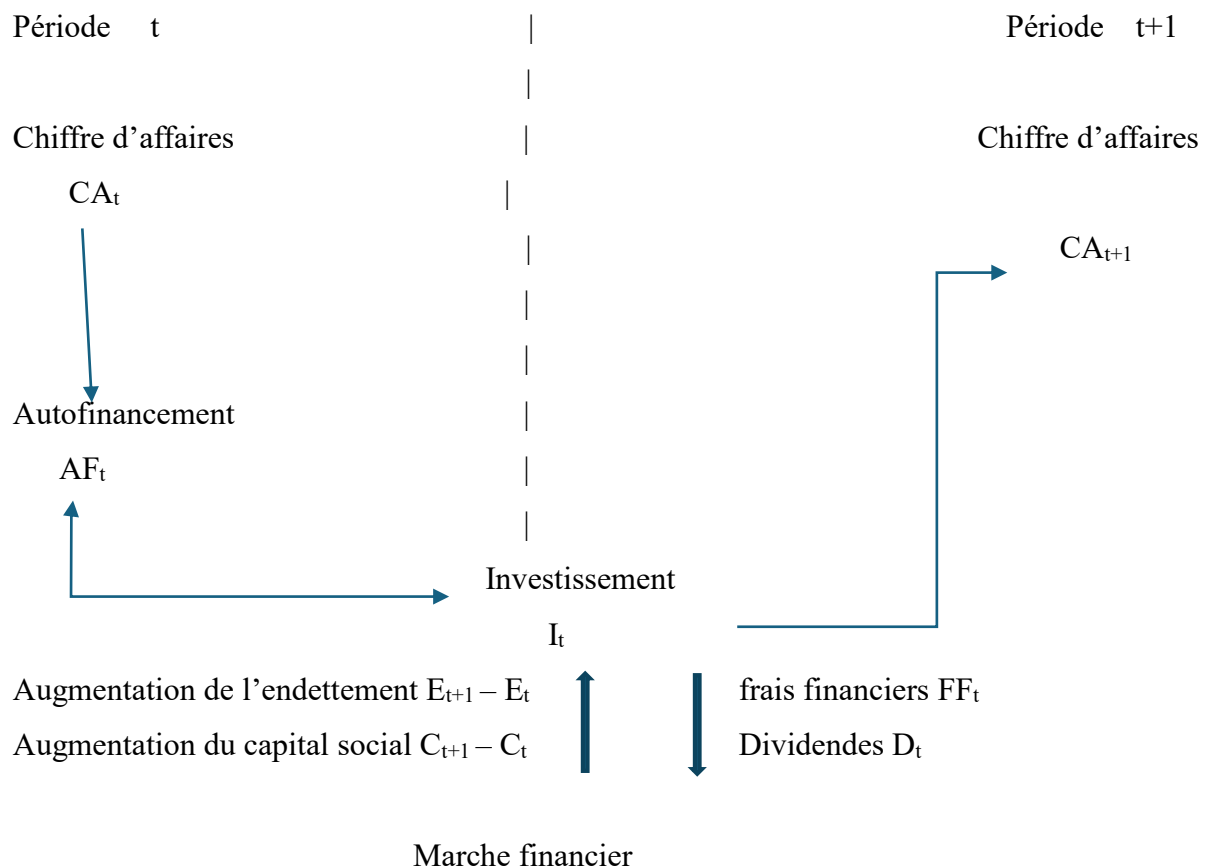 Période t | Période t+1
|
Chiffre d’affaires | Chiffre d’affaires
CAt |
| CAt+1
|
|
Autofinancement |
AFt |
|
Investissement
It
Augmentation de l’endettement Et+1 – Et frais financiers FFt
Augmentation du capital social Ct+1 – Ct Dividendes Dt
Marche financier